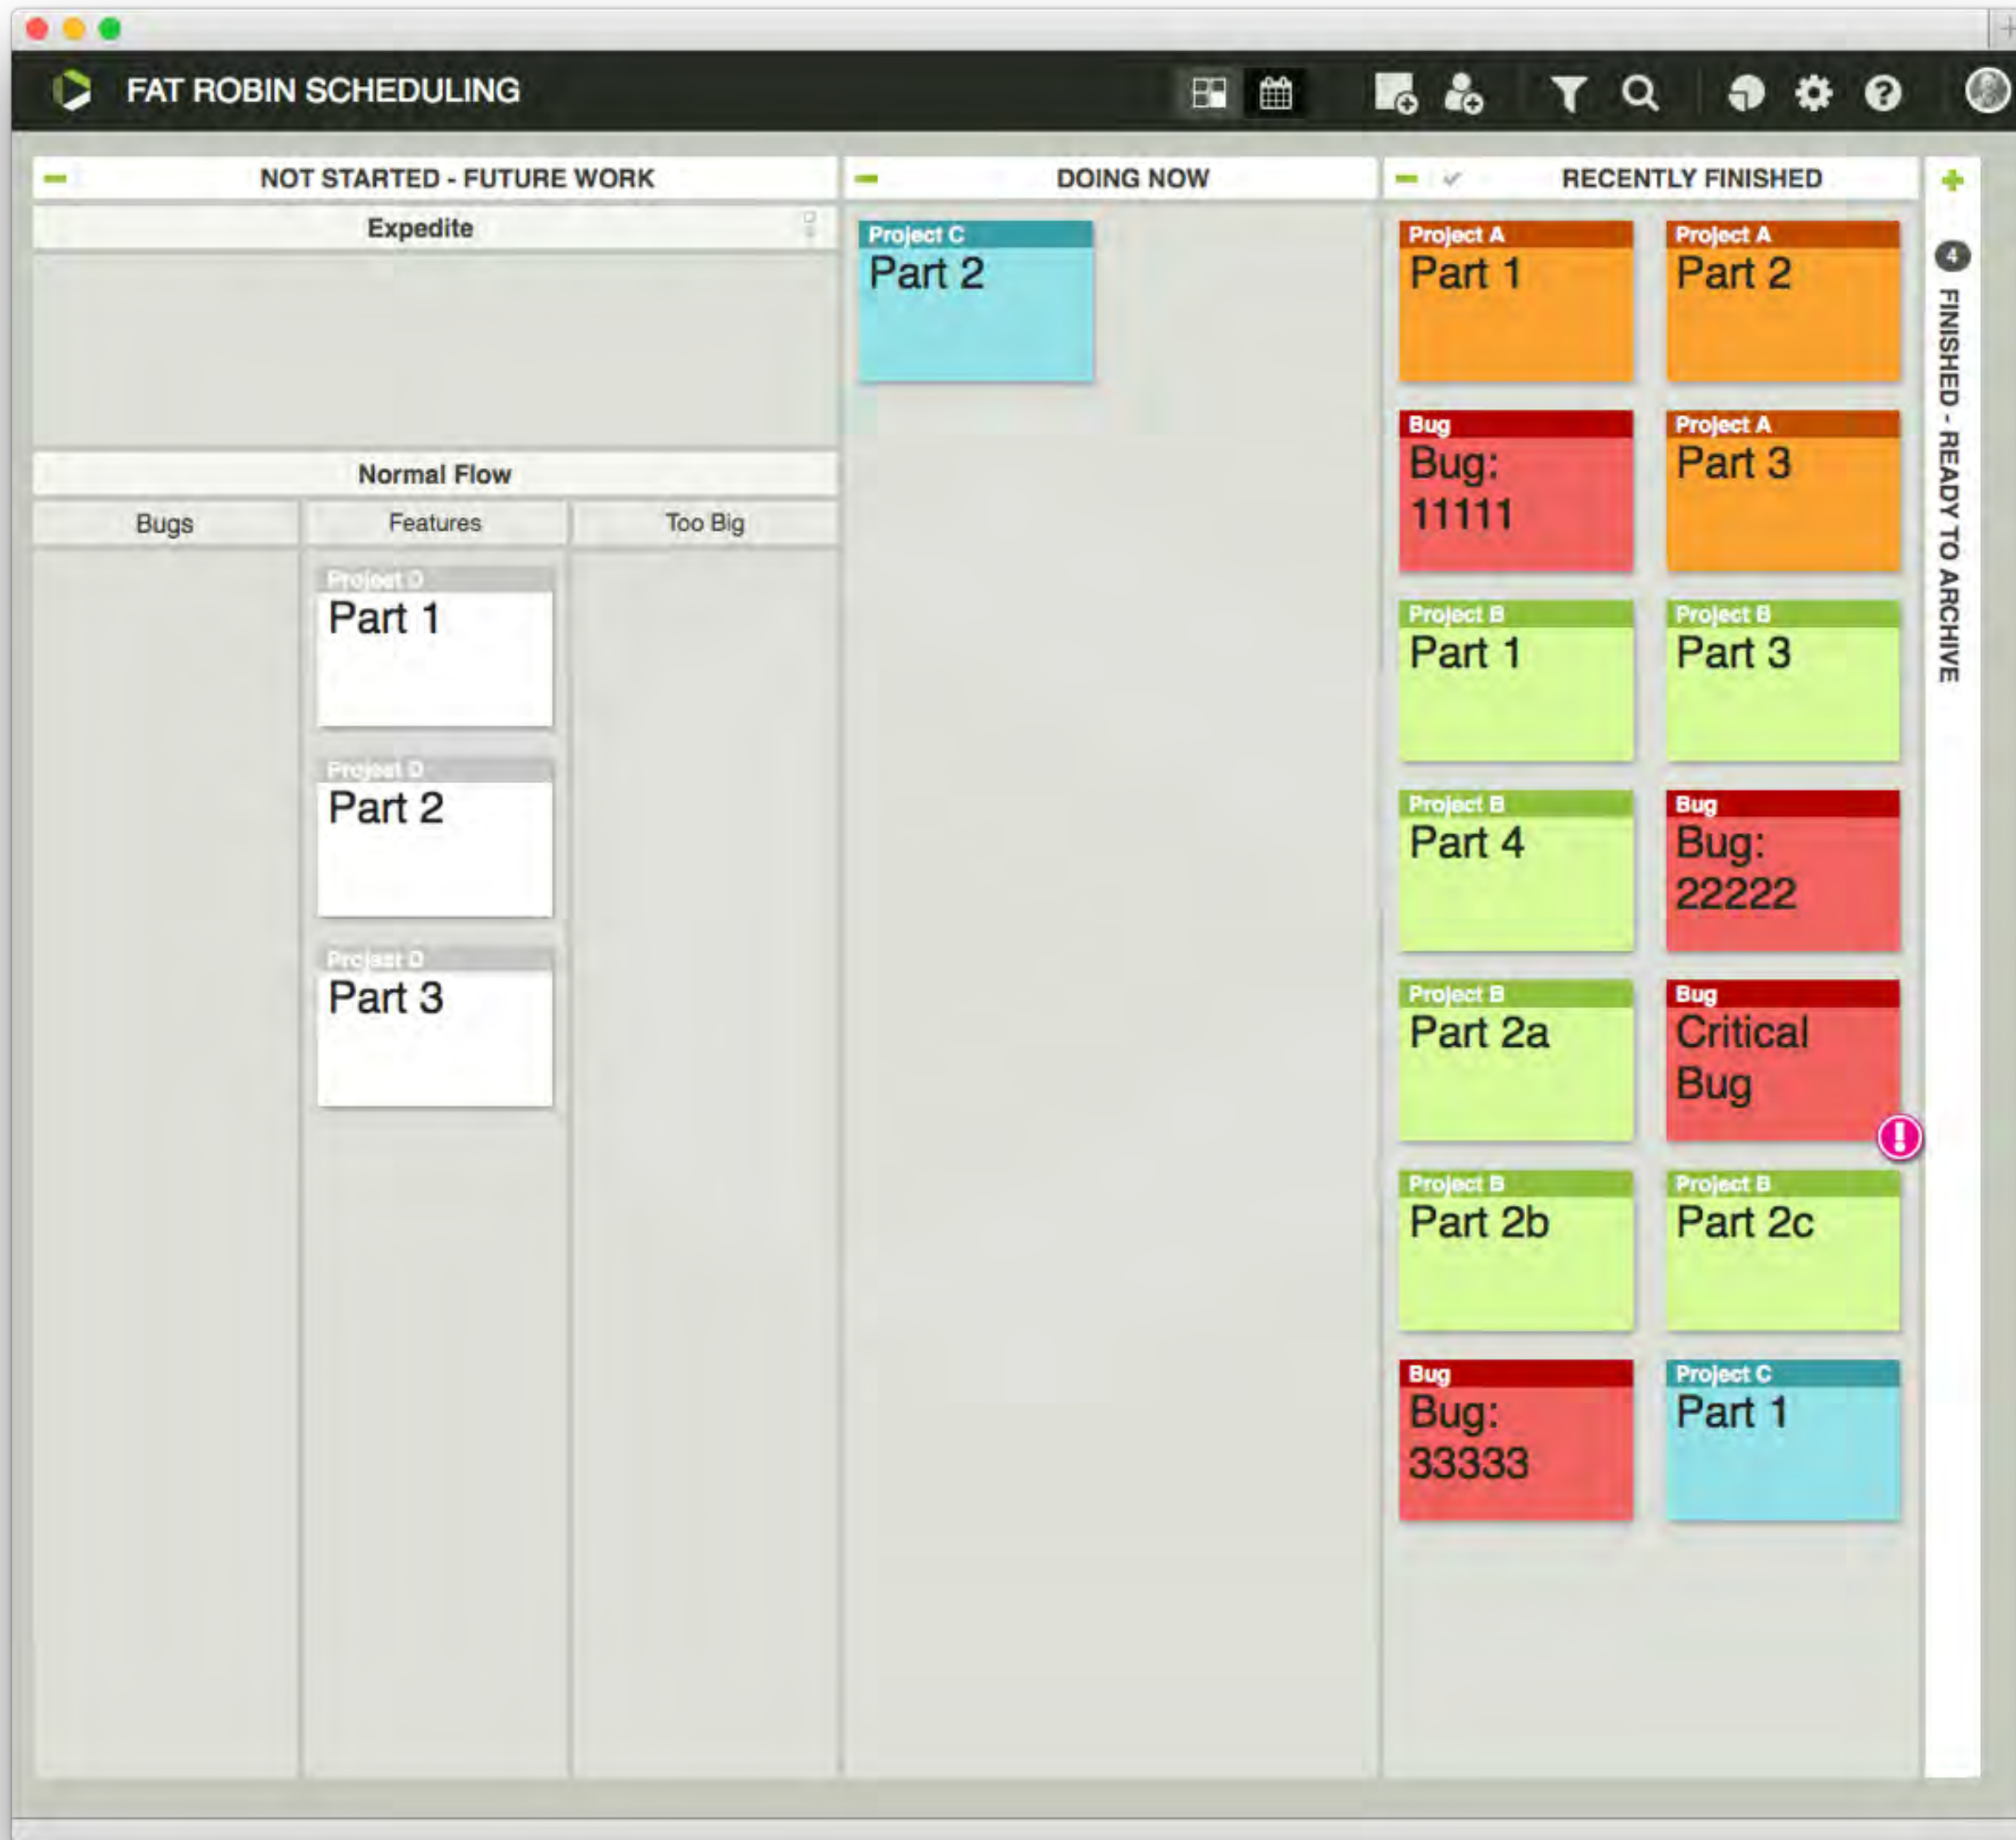 FAT ROBIN SCHEDULING
NOT STARTED - FUTURE WORK
Expedite
Normal Flow
Bugs
Features
Too Big
Project D
Part 1
Project D
Part 2
Project D
Part 3
DOING NOW
Project C
Part 2
RECENTLY FINISHED
Project A
Part 1
Project A
Part 2
Bug
Bug:
11111
Project A
Part 3
Project B
Part 1
Project B
Part 3
Project B
Part 4
Bug
Bug:
22222
Project B
Part 2a
Bug
Critical
Bug
Project B
Part 2b
Project B
Part 2c
Bug
Bug:
33333
Project C
Part 1
4 FINISHED - READY TO ARCHIVE